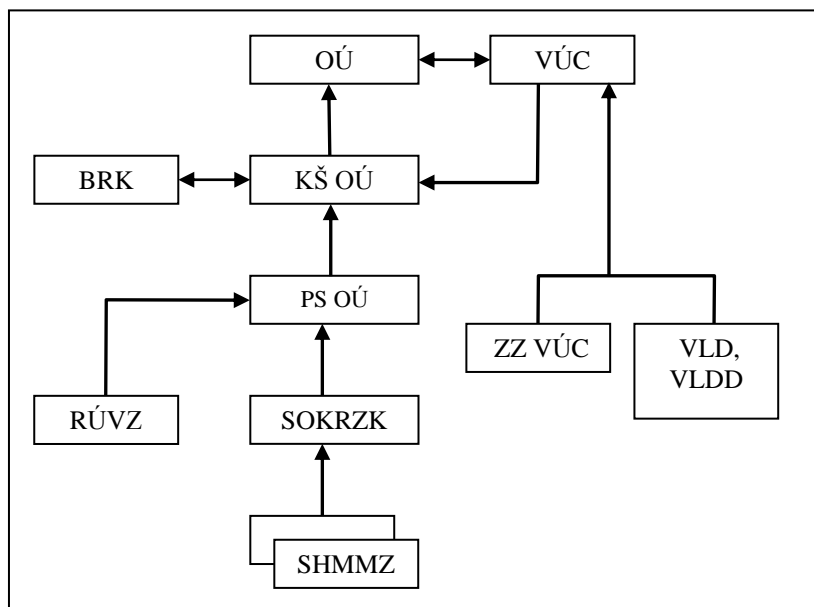 OÚ
VÚC
BRK
KŠ OÚ
PS OÚ
ZZ VÚC
VLD,
VLDD
RÚVZ
SOKRZK
SHMMZ